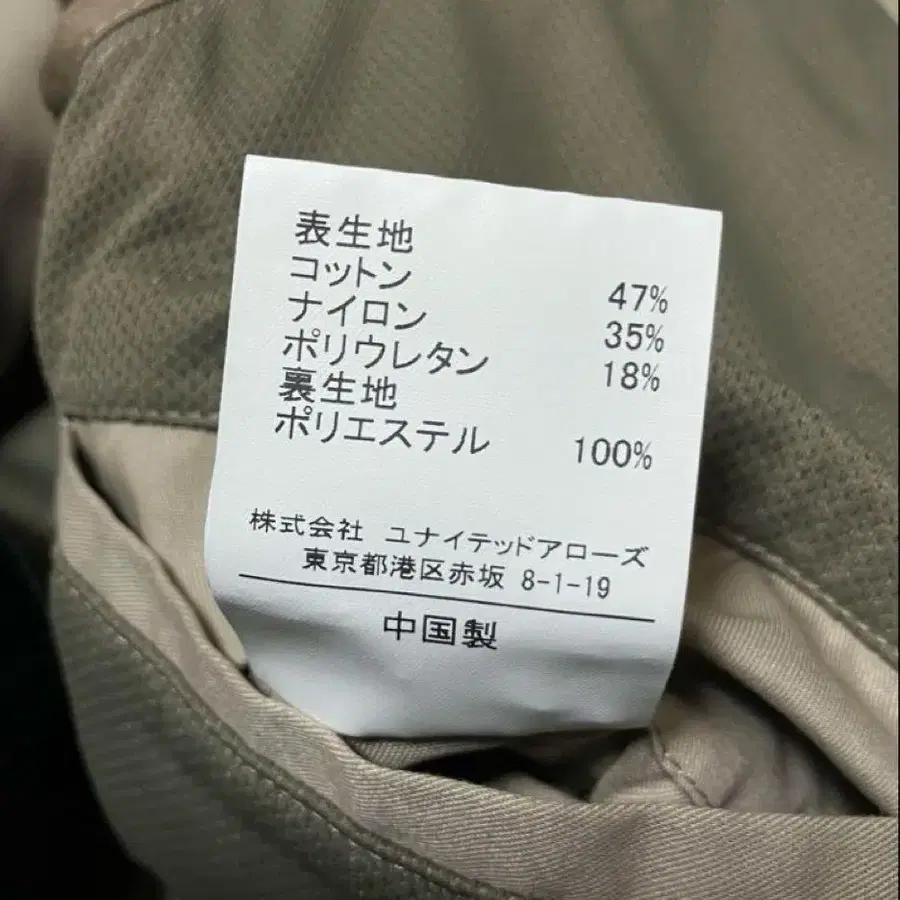 表生地
コットン 47%
ナイロン 35%
ポリウレタン 18%
裏生地
ポリエステル 100%
株式会社 ユナイテッドアローズ
東京都港区赤坂 8-1-19
中国製